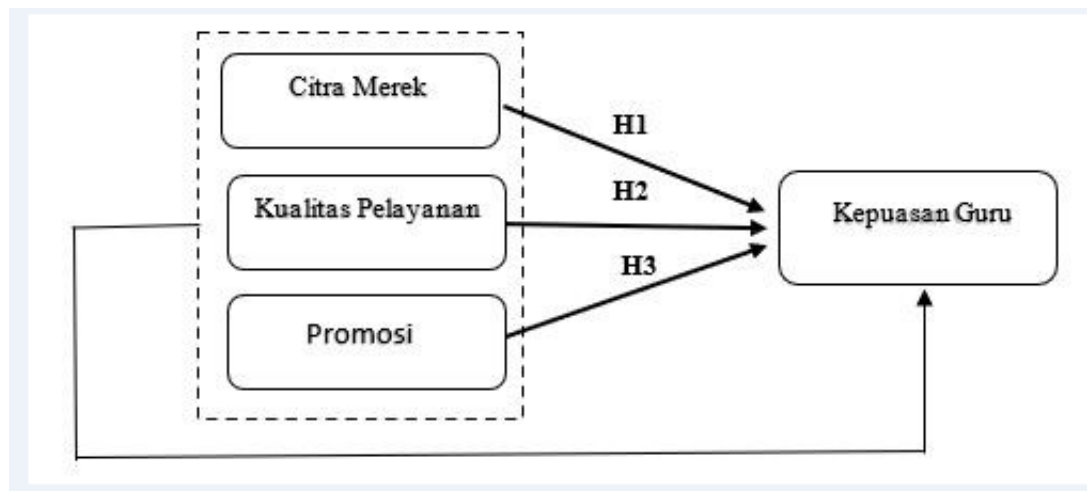 Citra Merek
H1
Kualitas Pelayanan
H2
Kepuasan Guru
H3
Promosi